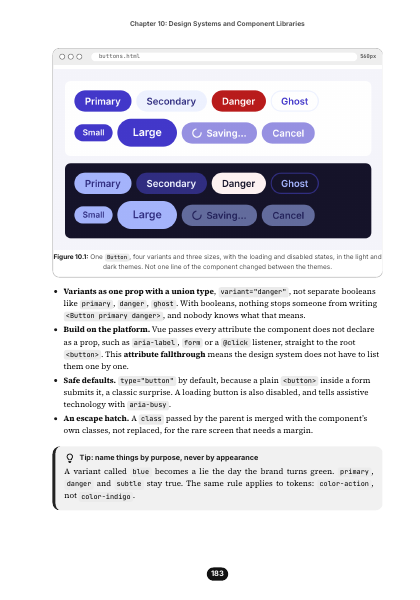 Chapter 10: Design Systems and Component Libraries
buttons.html
560px
Primary Secondary Danger Ghost
Small Large Saving... Cancel
Primary Secondary Danger Ghost
Small Large Saving... Cancel
Figure 10.1: One Button, four variants and three sizes, with the loading and disabled states, in the light and
dark themes. Not one line of the component changed between the themes.
• Variants as one prop with a union type, variant="danger", not separate booleans
like primary, danger, ghost. With booleans, nothing stops someone from writing
<Button primary danger>, and nobody knows what that means.
• Build on the platform. Vue passes every attribute the component does not declare
as a prop, such as aria-label, form or a @click listener, straight to the root
<button>. This attribute fallthrough means the design system does not have to list
them one by one.
• Safe defaults. type="button" by default, because a plain <button> inside a form
submits it, a classic surprise. A loading button is also disabled, and tells assistive
technology with aria-busy.
• An escape hatch. A class passed by the parent is merged with the component's
own classes, not replaced, for the rare screen that needs a margin.
Tip: name things by purpose, never by appearance
A variant called blue becomes a lie the day the brand turns green. primary,
danger and subtle stay true. The same rule applies to tokens: color-action,
not color-indigo.
183